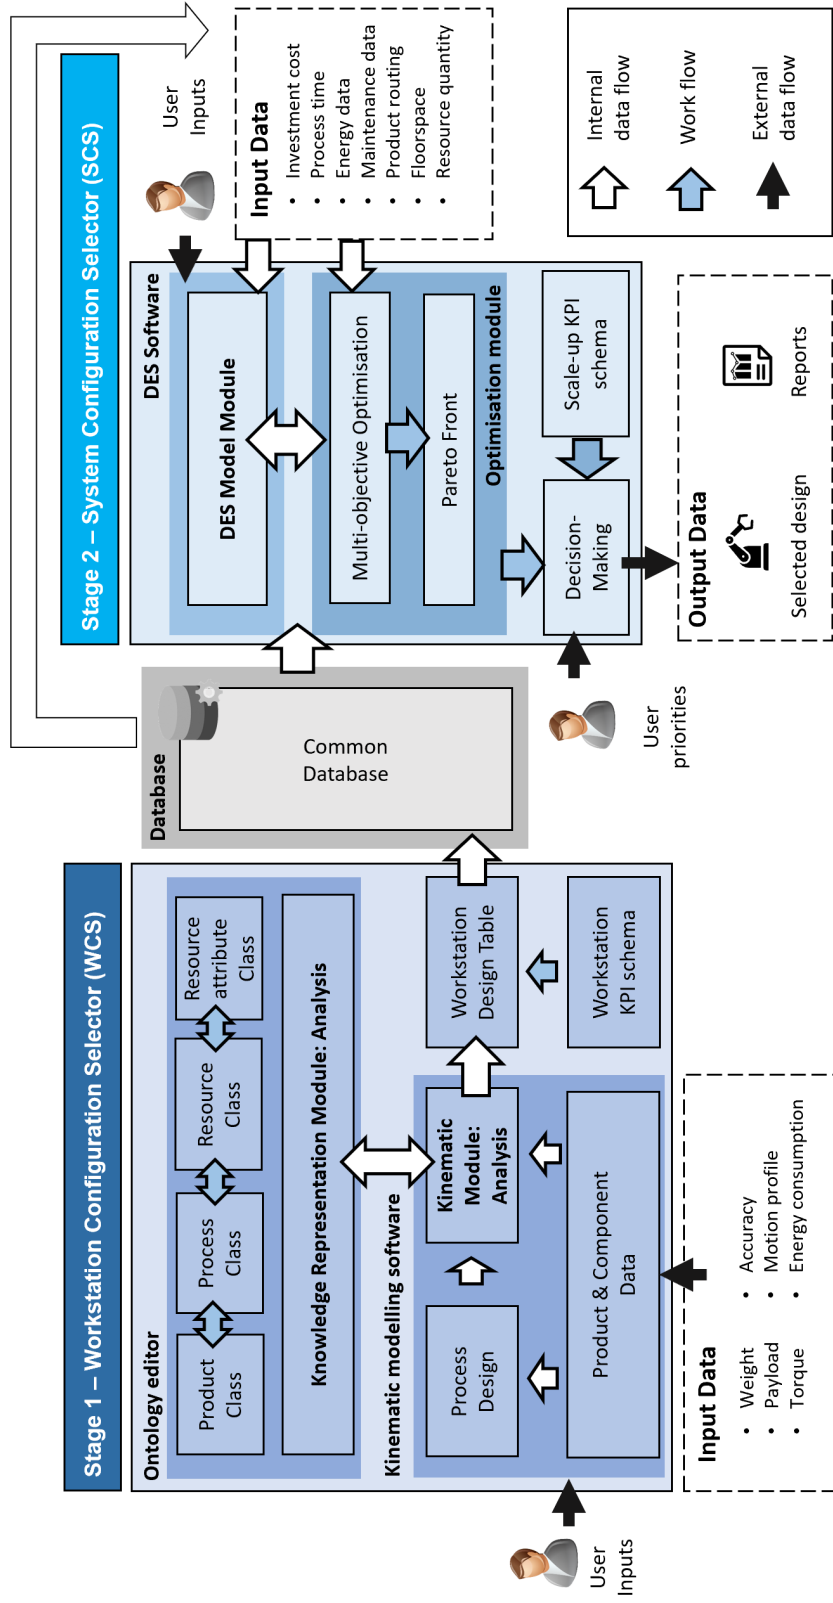 Stage 1 – Workstation Configuration Selector (WCS)
Ontology editor
Product
Class
Process
Class
Resource
Class
Resource
attribute
Class
Knowledge Representation Module: Analysis
Kinematic modelling software
Process
Design
Kinematic
Module:
Analysis
Product & Component
Data
Workstation
Design Table
Workstation
KPI schema
User
Inputs
Input Data
• Weight
• Payload
• Torque
• Accuracy
• Motion profile
• Energy consumption
Database
Common
Database
Stage 2 – System Configuration Selector (SCS)
DES Software
DES Model Module
Multi-objective Optimisation
Pareto Front
Optimisation module
Decision-
Making
Scale-up KPI
schema
User
priorities
User
Inputs
Input Data
• Investment cost
• Process time
• Energy data
• Maintenance data
• Product routing
• Floorspace
• Resource quantity
Output Data
Selected design
Reports
Internal
data flow
Work flow
External
data flow